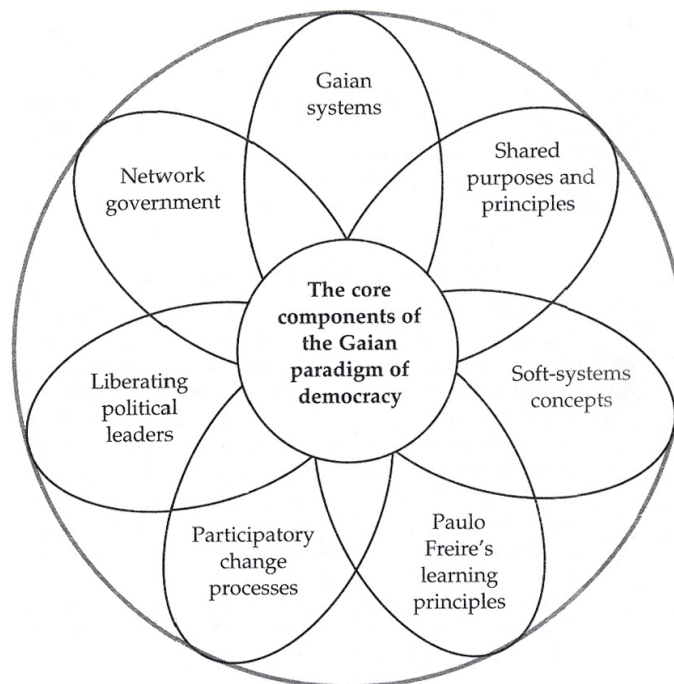 Gaian
systems
Shared
purposes and
principles
Network
government
The core
components of
the Gaian
paradigm of
democracy
Soft-systems
concepts
Liberating
political
leaders
Paulo
Freire's
learning
principles
Participatory
change
processes